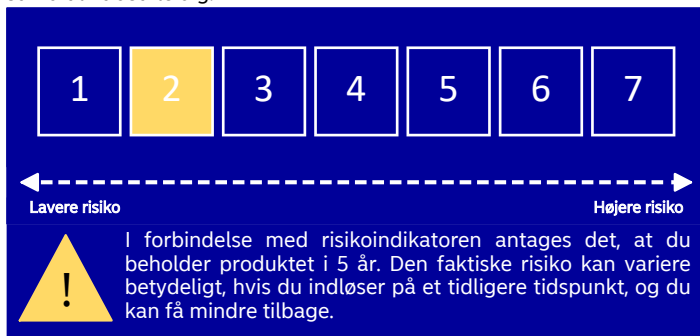 1 2 3 4 5 6 7
Lavere risiko Højere risiko
I forbindelse med risikoindikatoren antages det, at du
beholder produktet i 5 år. Den faktiske risiko kan variere
! betydeligt, hvis du indløser på et tidligere tidspunkt, og du
kan få mindre tilbage.